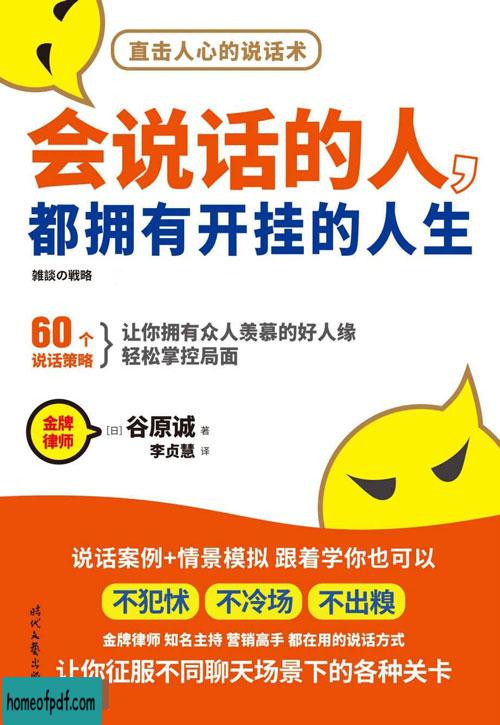 直击人心的说话术
会说话的人，
都拥有开挂的人生
雑談の戦略
60个
说话策略
让你拥有众人羡慕的好人缘
轻松掌控局面
金牌
律师
[日] 谷原诚 著
李贞慧 译
说话案例+情景模拟 跟着学你也可以
不犯怵 不冷场 不出糗
金牌律师 知名主持 营销高手 都在用的说话方式
让你征服不同聊天场景下的各种关卡
时代文艺出版
homeofpdf.com